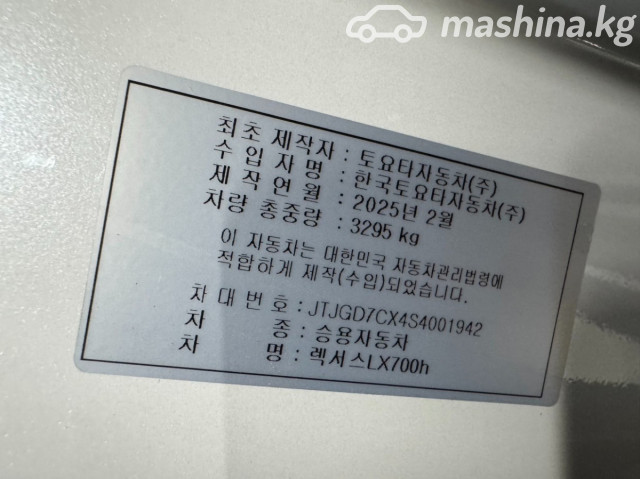 mashina.kg
최초 제작자 : 토요타자동차(주)
수입자명 : 한국토요타자동차(주)
제작연월 : 2025년 2월
차량 총중량 : 3295 kg
이 자동차는 대한민국 자동차관리법령에
적합하게 제작(수입)되었습니다.
차대번호 : JTJGD7CX4S4001942
차 종 : 승용자동차
차 명 : 렉서스LX700h